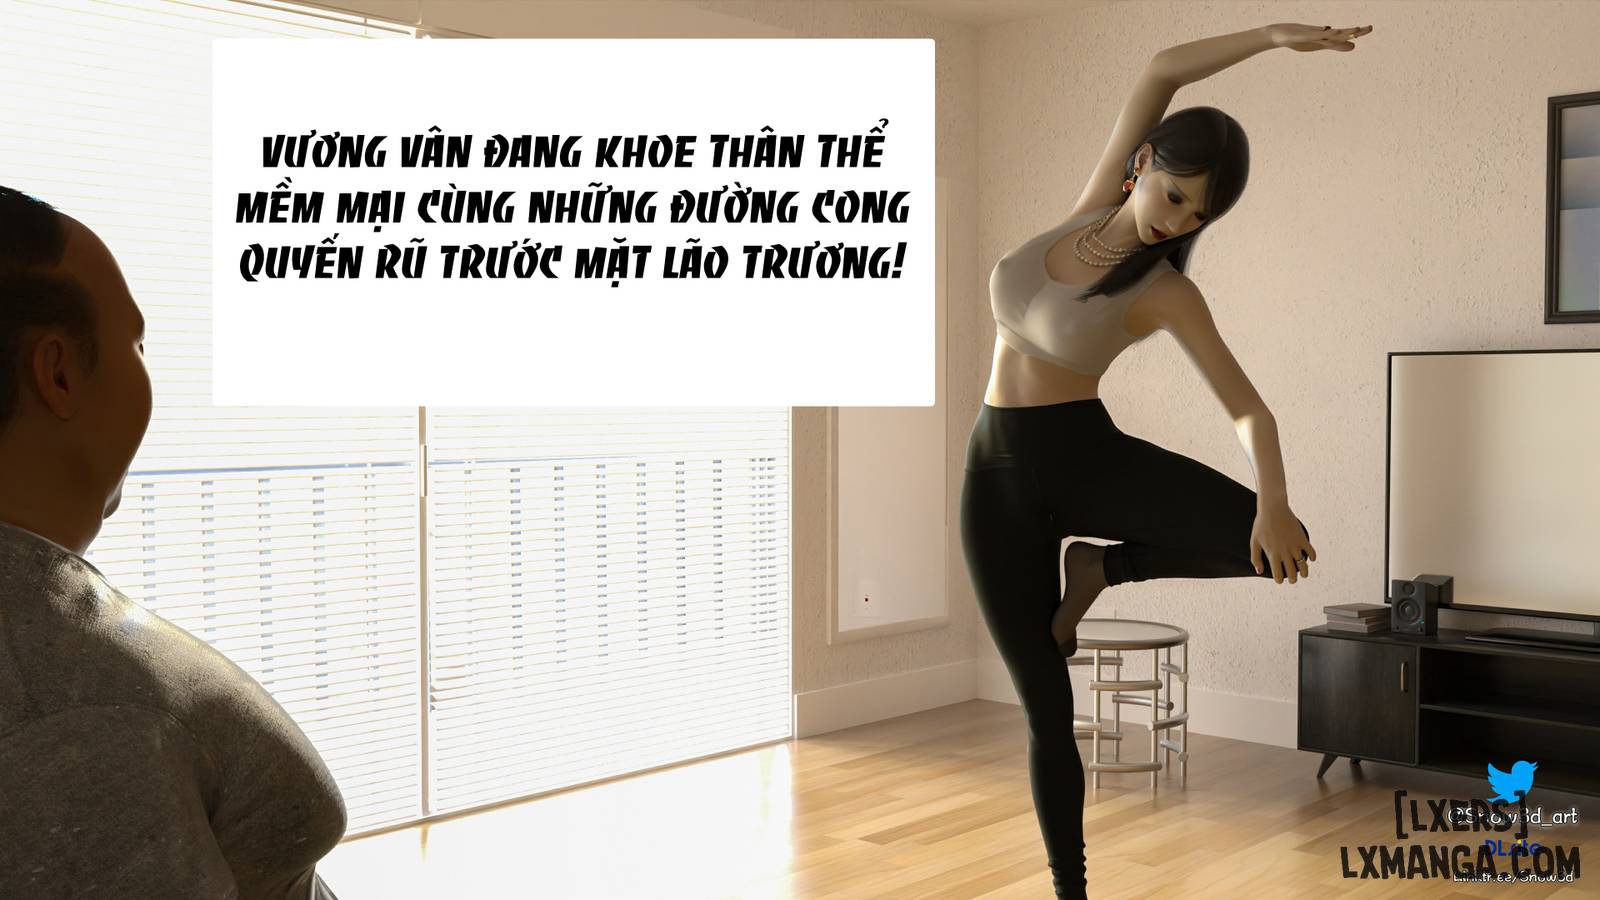 VƯƠNG VÂN ĐANG KHOE THÂN THỂ
MỀM MẠI CÙNG NHỮNG ĐƯỜNG CONG
QUYẾN RŨ TRƯỚC MẶT LÃO TRƯƠNG!
[LXERS]
@Snow3d_art
LXMANGA.COM